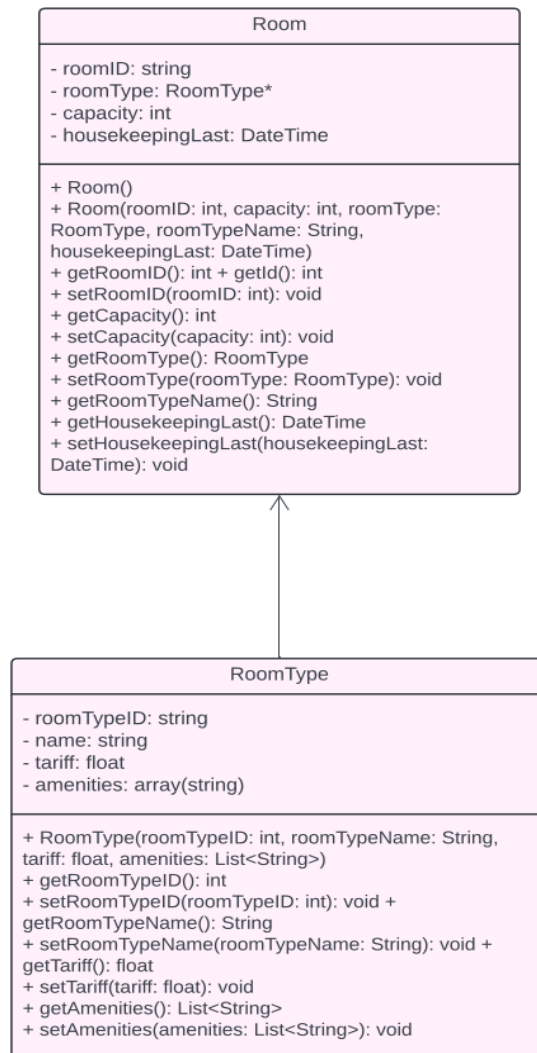 Room
- roomID: string
- roomType: RoomType*
- capacity: int
- housekeepingLast: DateTime
+ Room()
+ Room(roomID: int, capacity: int, roomType:
RoomType, roomTypeName: String,
housekeepingLast: DateTime)
+ getRoomID(): int + getId(): int
+ setRoomID(roomID: int): void
+ getCapacity(): int
+ setCapacity(capacity: int): void
+ getRoomType(): RoomType
+ setRoomType(roomType: RoomType): void
+ getRoomTypeName(): String
+ getHousekeepingLast(): DateTime
+ setHousekeepingLast(housekeepingLast:
DateTime): void
RoomType
- roomTypeID: string
- name: string
- tariff: float
- amenities: array(string)
+ RoomType(roomTypeID: int, roomTypeName: String,
tariff: float, amenities: List<String>)
+ getRoomTypeID(): int
+ setRoomTypeID(roomTypeID: int): void +
getRoomTypeName(): String
+ setRoomTypeName(roomTypeName: String): void +
getTariff(): float
+ setTariff(tariff: float): void
+ getAmenities(): List<String>
+ setAmenities(amenities: List<String>): void